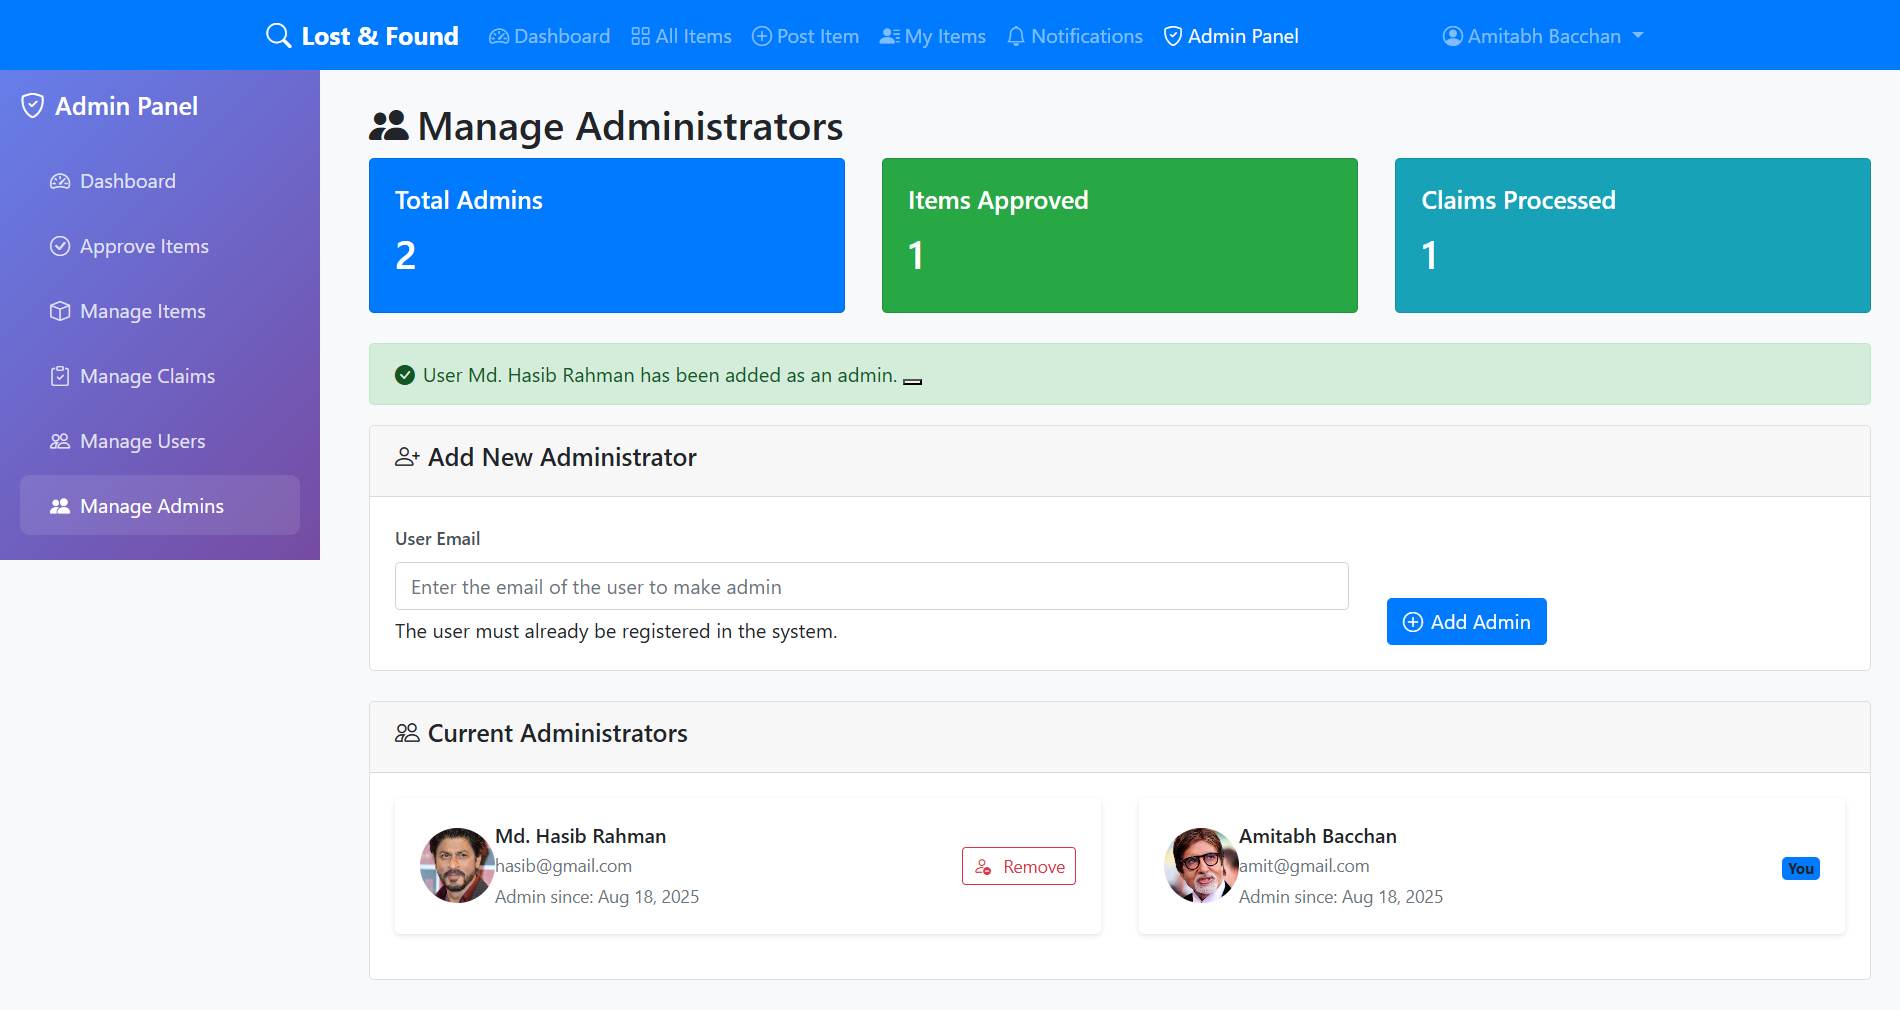 Lost & Found Dashboard All Items Post Item My Items Notifications Admin Panel Amitabh Bacchan
Admin Panel
Dashboard
Approve Items
Manage Items
Manage Claims
Manage Users
Manage Admins
Manage Administrators
Total Admins
2
Items Approved
1
Claims Processed
1
User Md. Hasib Rahman has been added as an admin.
Add New Administrator
User Email
Enter the email of the user to make admin
The user must already be registered in the system.
Add Admin
Current Administrators
Md. Hasib Rahman
hasib@gmail.com
Admin since: Aug 18, 2025
Remove
Amitabh Bacchan
amit@gmail.com
Admin since: Aug 18, 2025
You